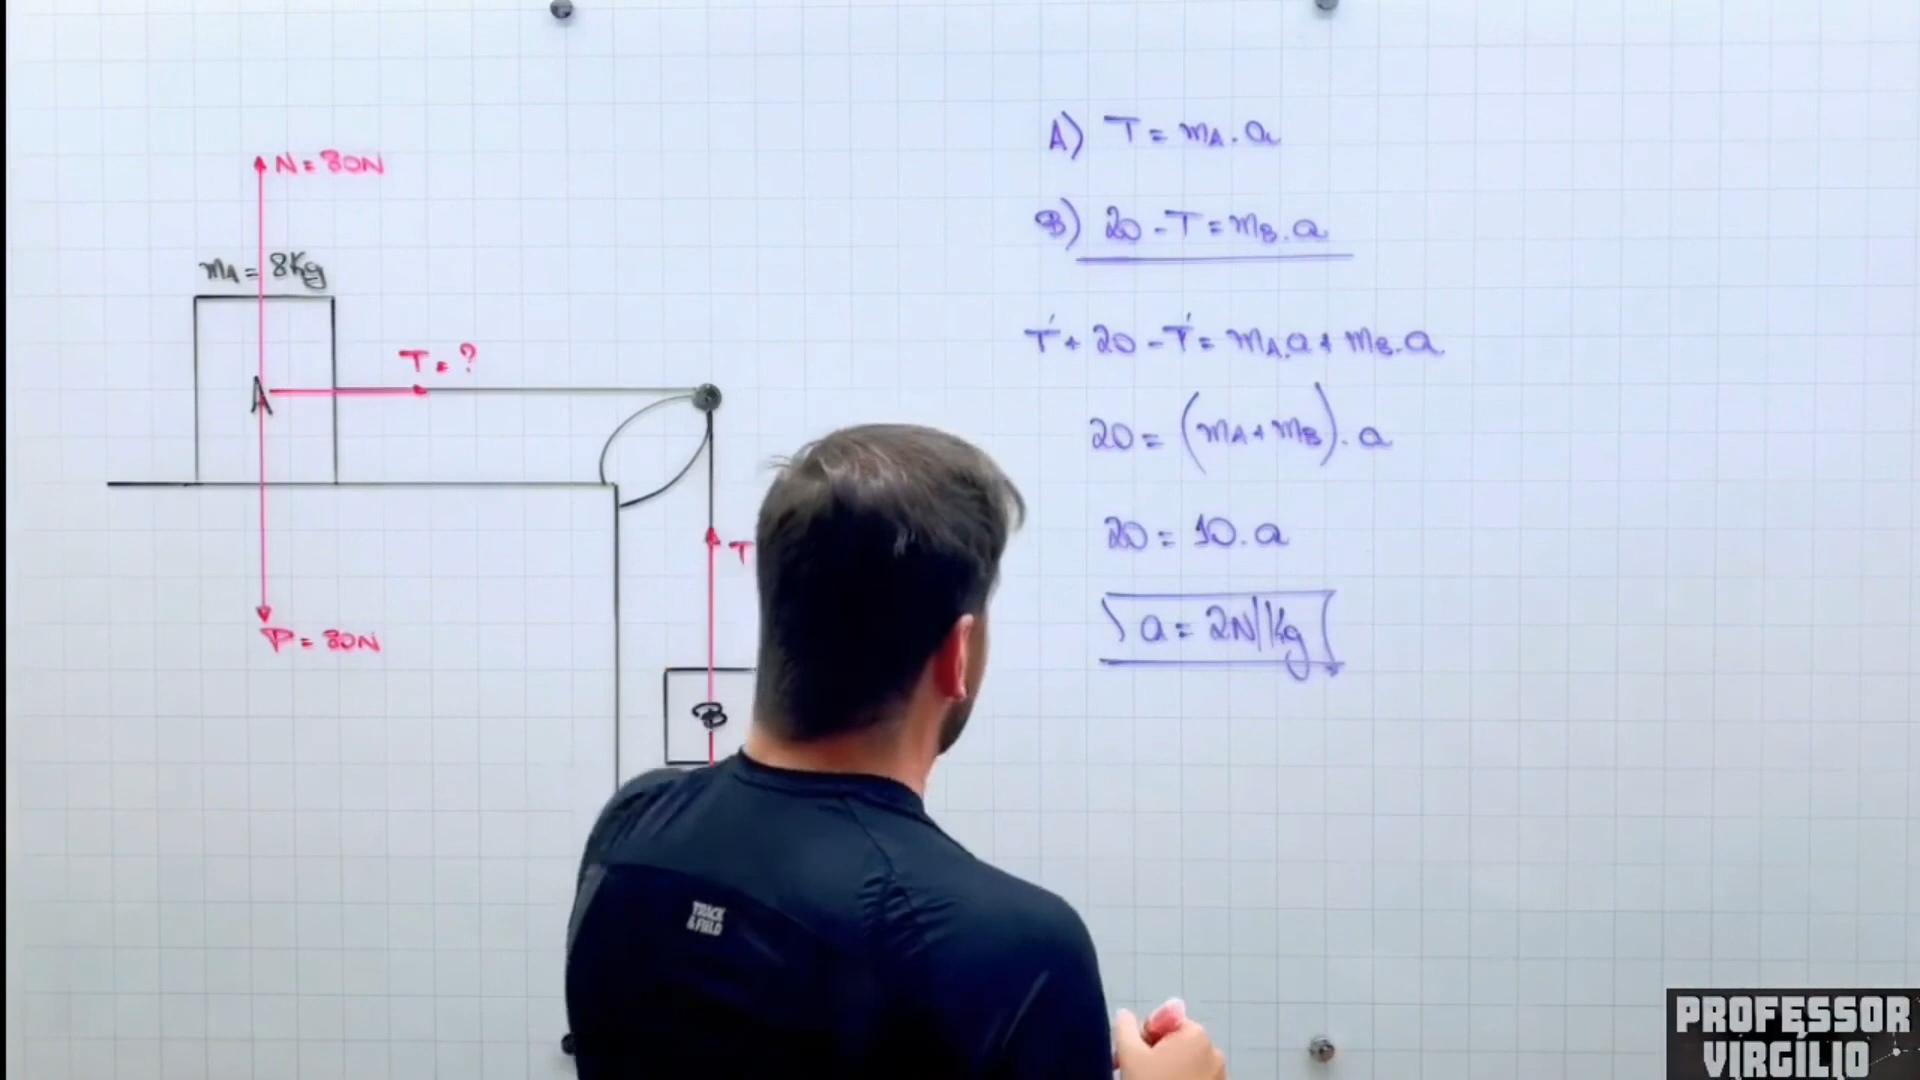 N = 80N
mA = 8Kg
T = ?
A
T
P = 80N
B
A) T = mA . a
B) 20 - T = mB . a
T + 20 - T = mA . a + mB . a
20 = (mA + mB) . a
20 = 10 . a
a = 2N/Kg
TRACK
&FIELD
PROFESSOR
VIRGÍLIO